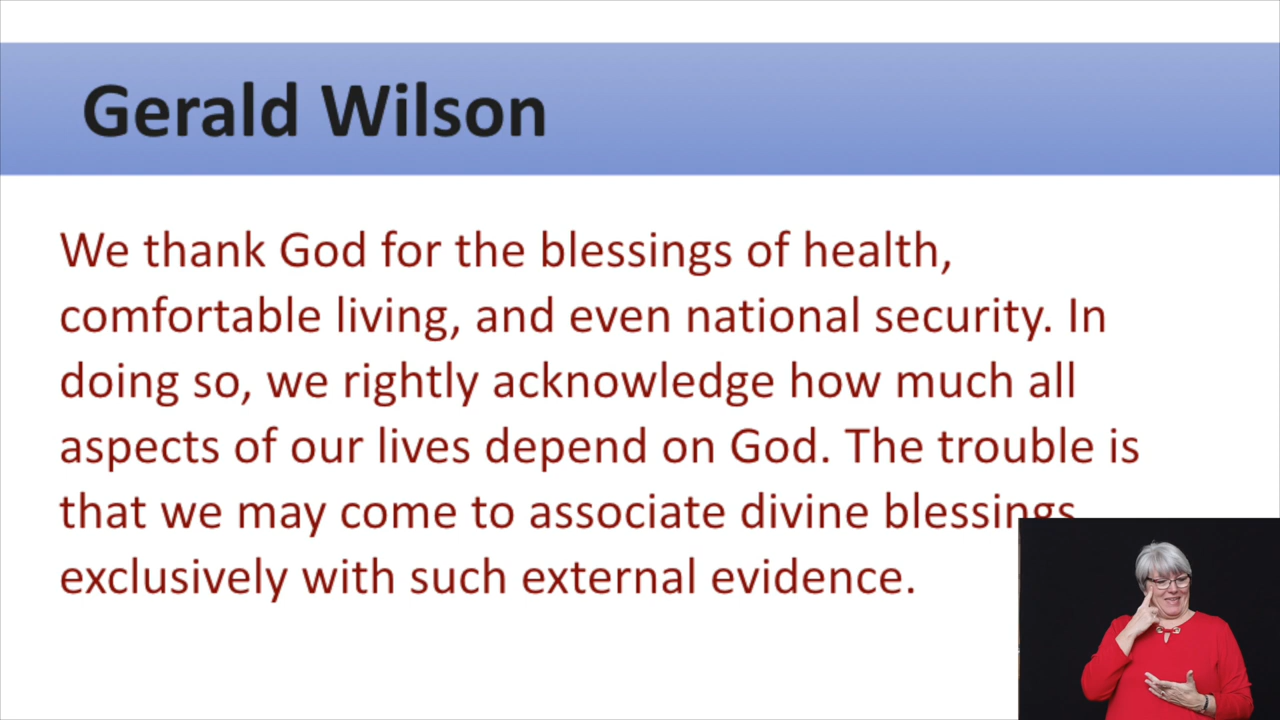 Gerald Wilson
We thank God for the blessings of health,
comfortable living, and even national security. In
doing so, we rightly acknowledge how much all
aspects of our lives depend on God. The trouble is
that we may come to associate divine blessings
exclusively with such external evidence.